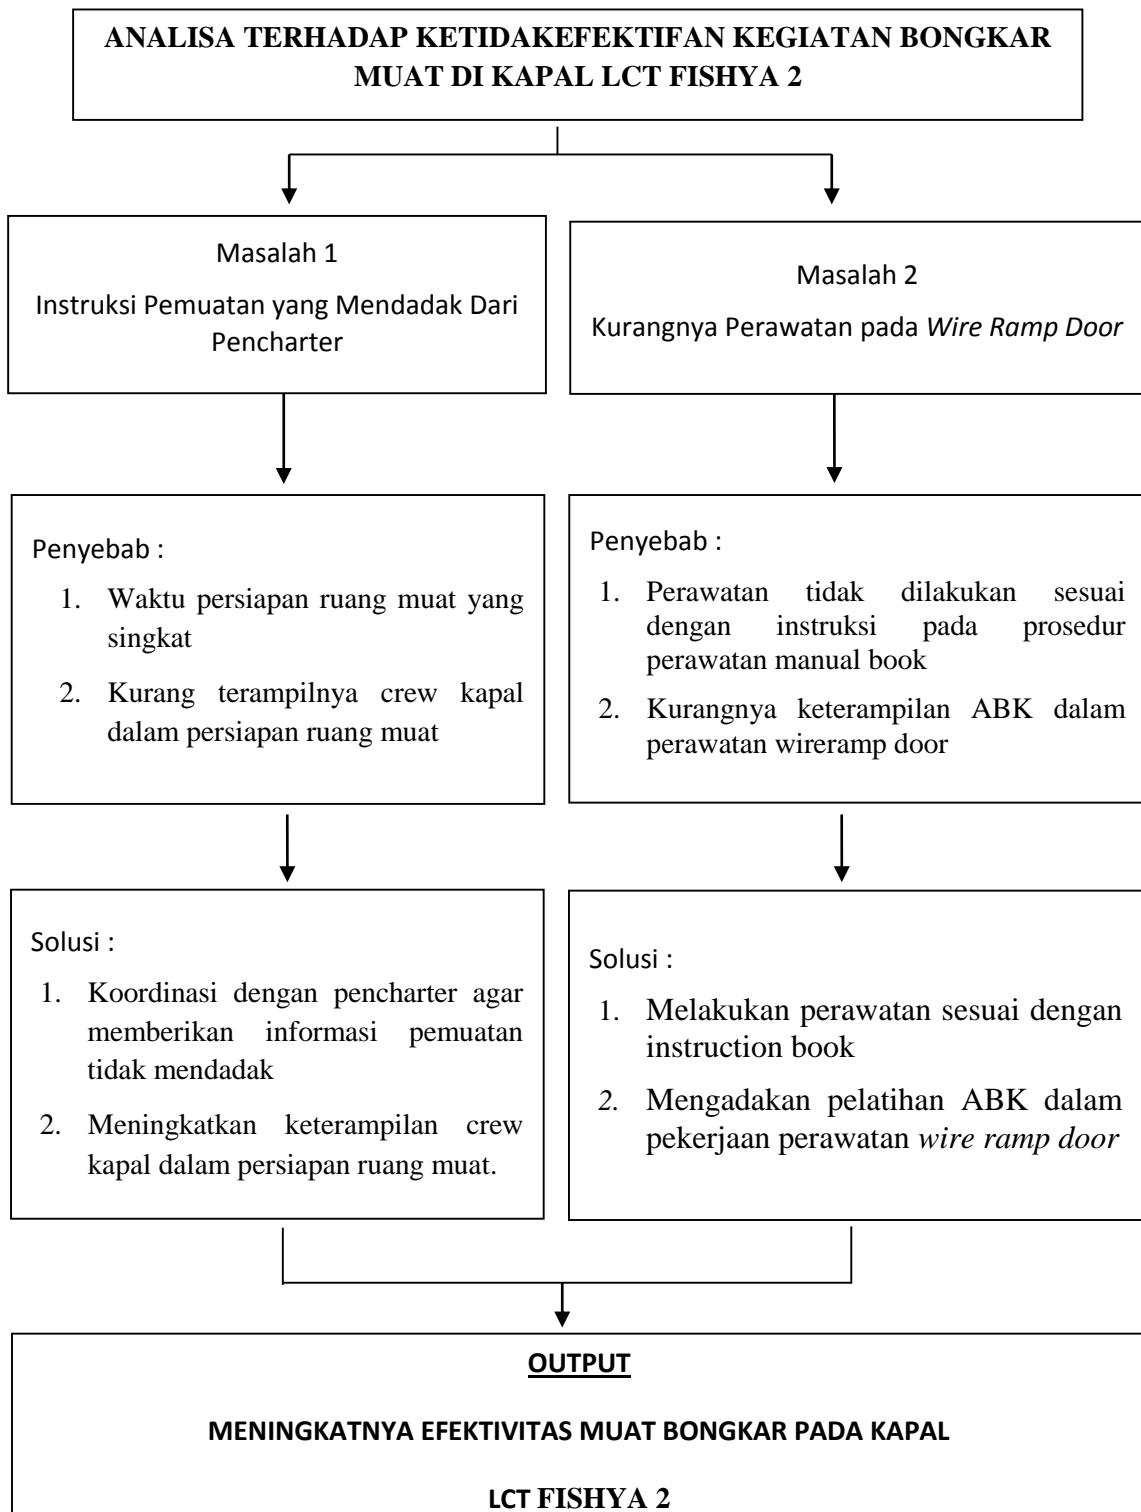 ANALISA TERHADAP KETIDAKEFEKTIFAN KEGIATAN BONGKAR
MUAT DI KAPAL LCT FISHYA 2
Masalah 1
Instruksi Pemuatan yang Mendadak Dari
Pencharter
Masalah 2
Kurangnya Perawatan pada Wire Ramp Door
Penyebab :
1. Waktu persiapan ruang muat yang
singkat
2. Kurang terampilnya crew kapal
dalam persiapan ruang muat
Penyebab :
1. Perawatan tidak dilakukan sesuai
dengan instruksi pada prosedur
perawatan manual book
2. Kurangnya keterampilan ABK dalam
perawatan wireramp door
Solusi :
1. Koordinasi dengan pencharter agar
memberikan informasi pemuatan
tidak mendadak
2. Meningkatkan keterampilan crew
kapal dalam persiapan ruang muat.
Solusi :
1. Melakukan perawatan sesuai dengan
instruction book
2. Mengadakan pelatihan ABK dalam
pekerjaan perawatan wire ramp door
OUTPUT
MENINGKATNYA EFEKTIVITAS MUAT BONGKAR PADA KAPAL
LCT FISHYA 2